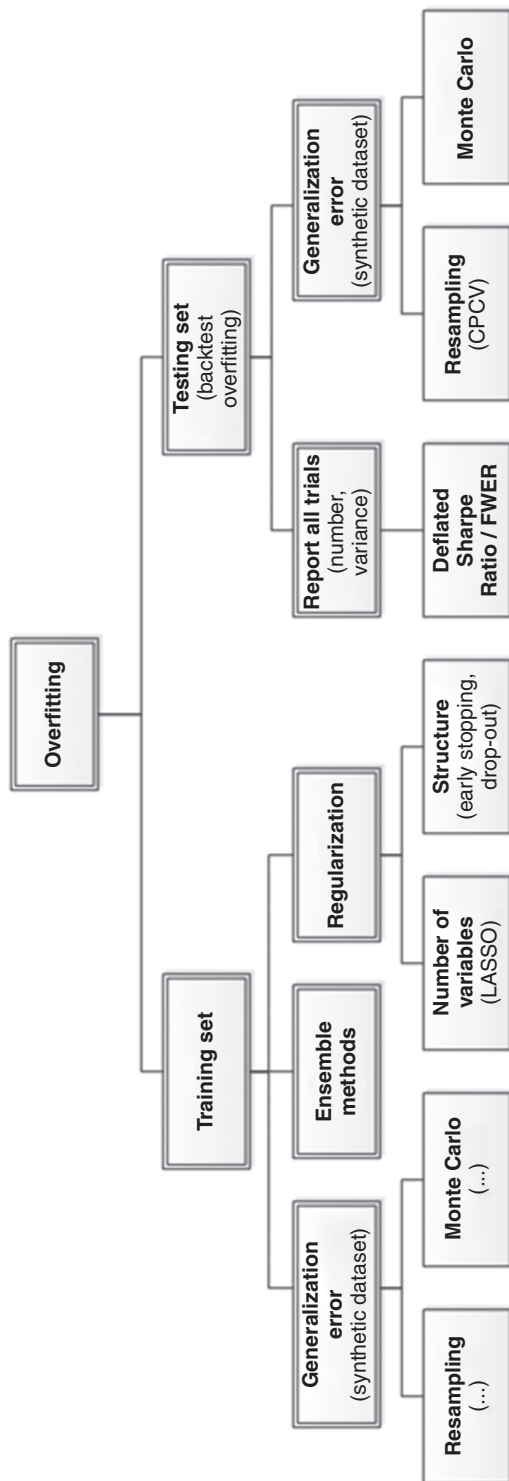 Overfitting
Training set
Testing set
(backtest
overfitting)
Generalization
error
(synthetic dataset)
Ensemble
methods
Regularization
Report all trials
(number,
variance)
Generalization
error
(synthetic dataset)
Resampling
(...)
Monte Carlo
(...)
Number of
variables
(LASSO)
Structure
(early stopping,
drop-out)
Deflated
Sharpe
Ratio / FWER
Resampling
(CPCV)
Monte Carlo